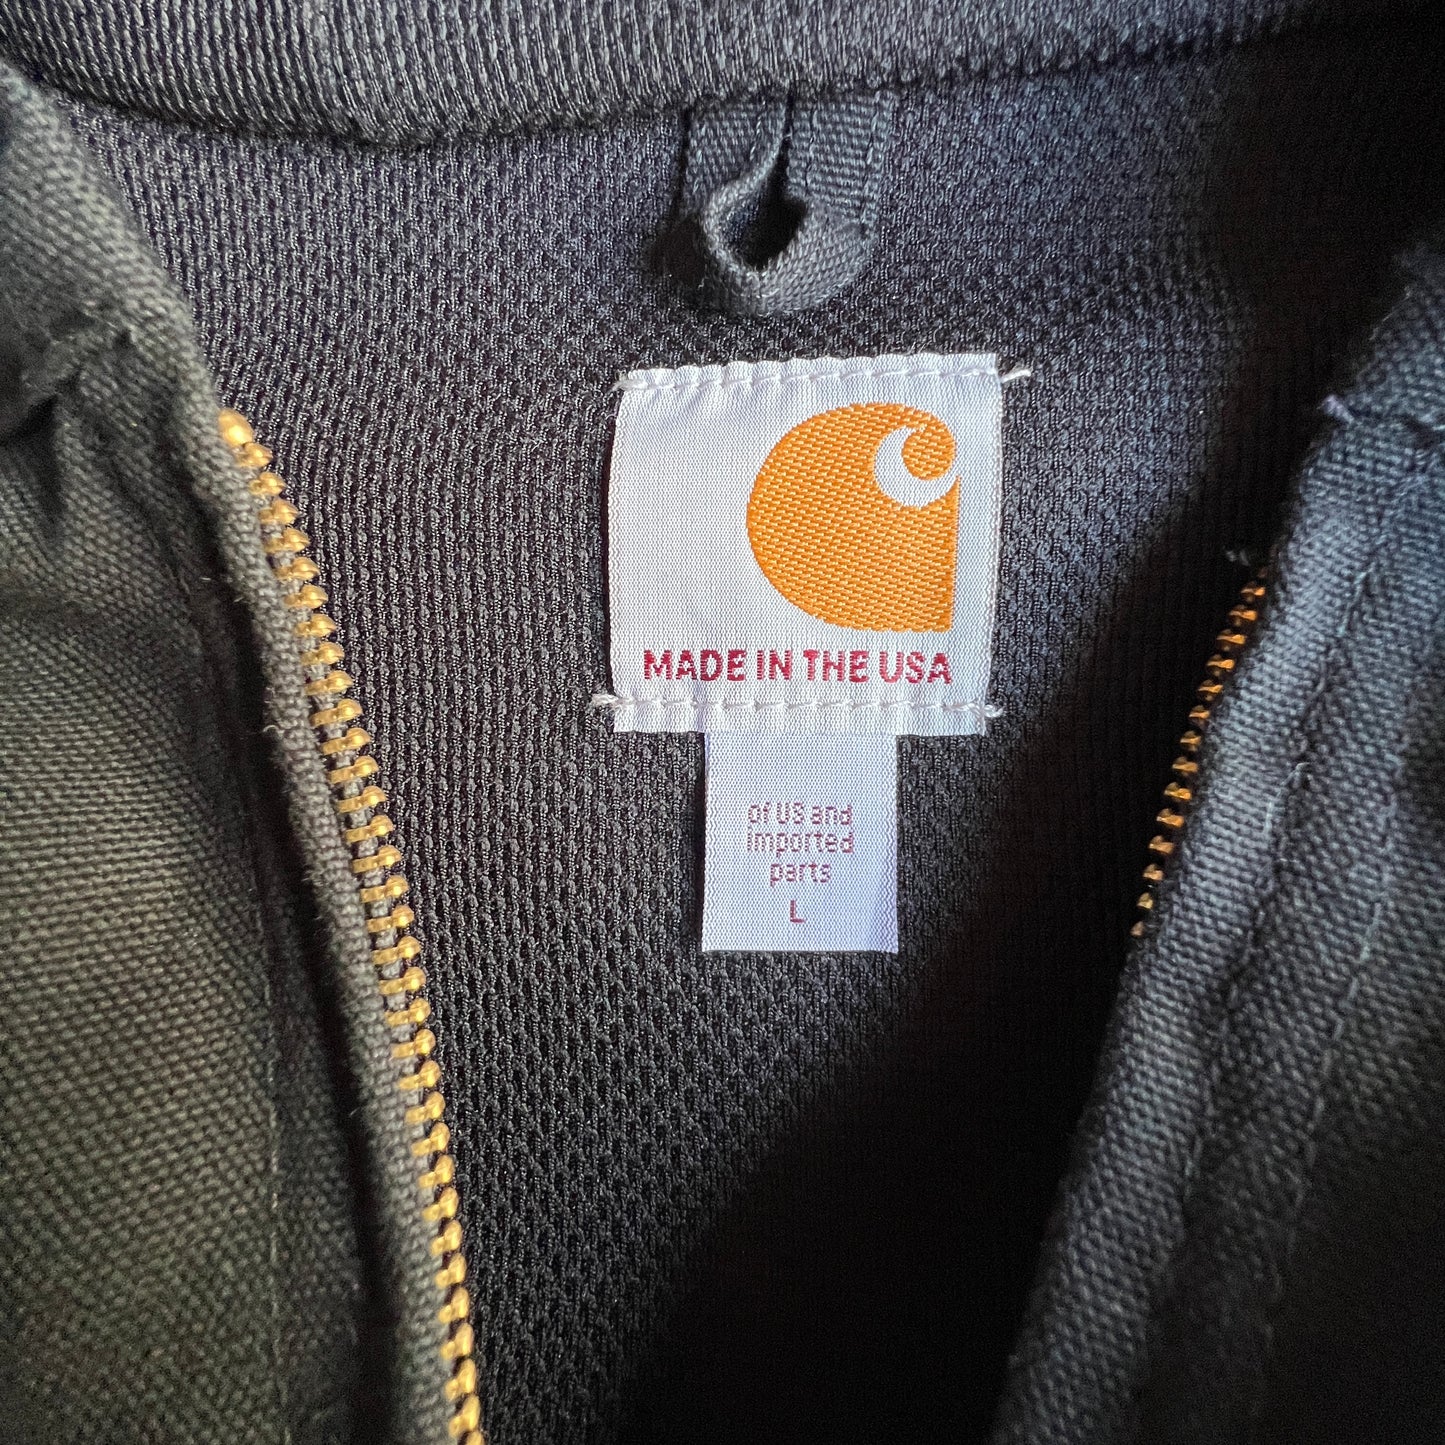 MADE IN THE USA
of US and
Imported
parts
L